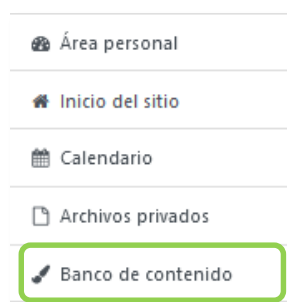 Área personal
Inicio del sitio
Calendario
Archivos privados
Banco de contenido